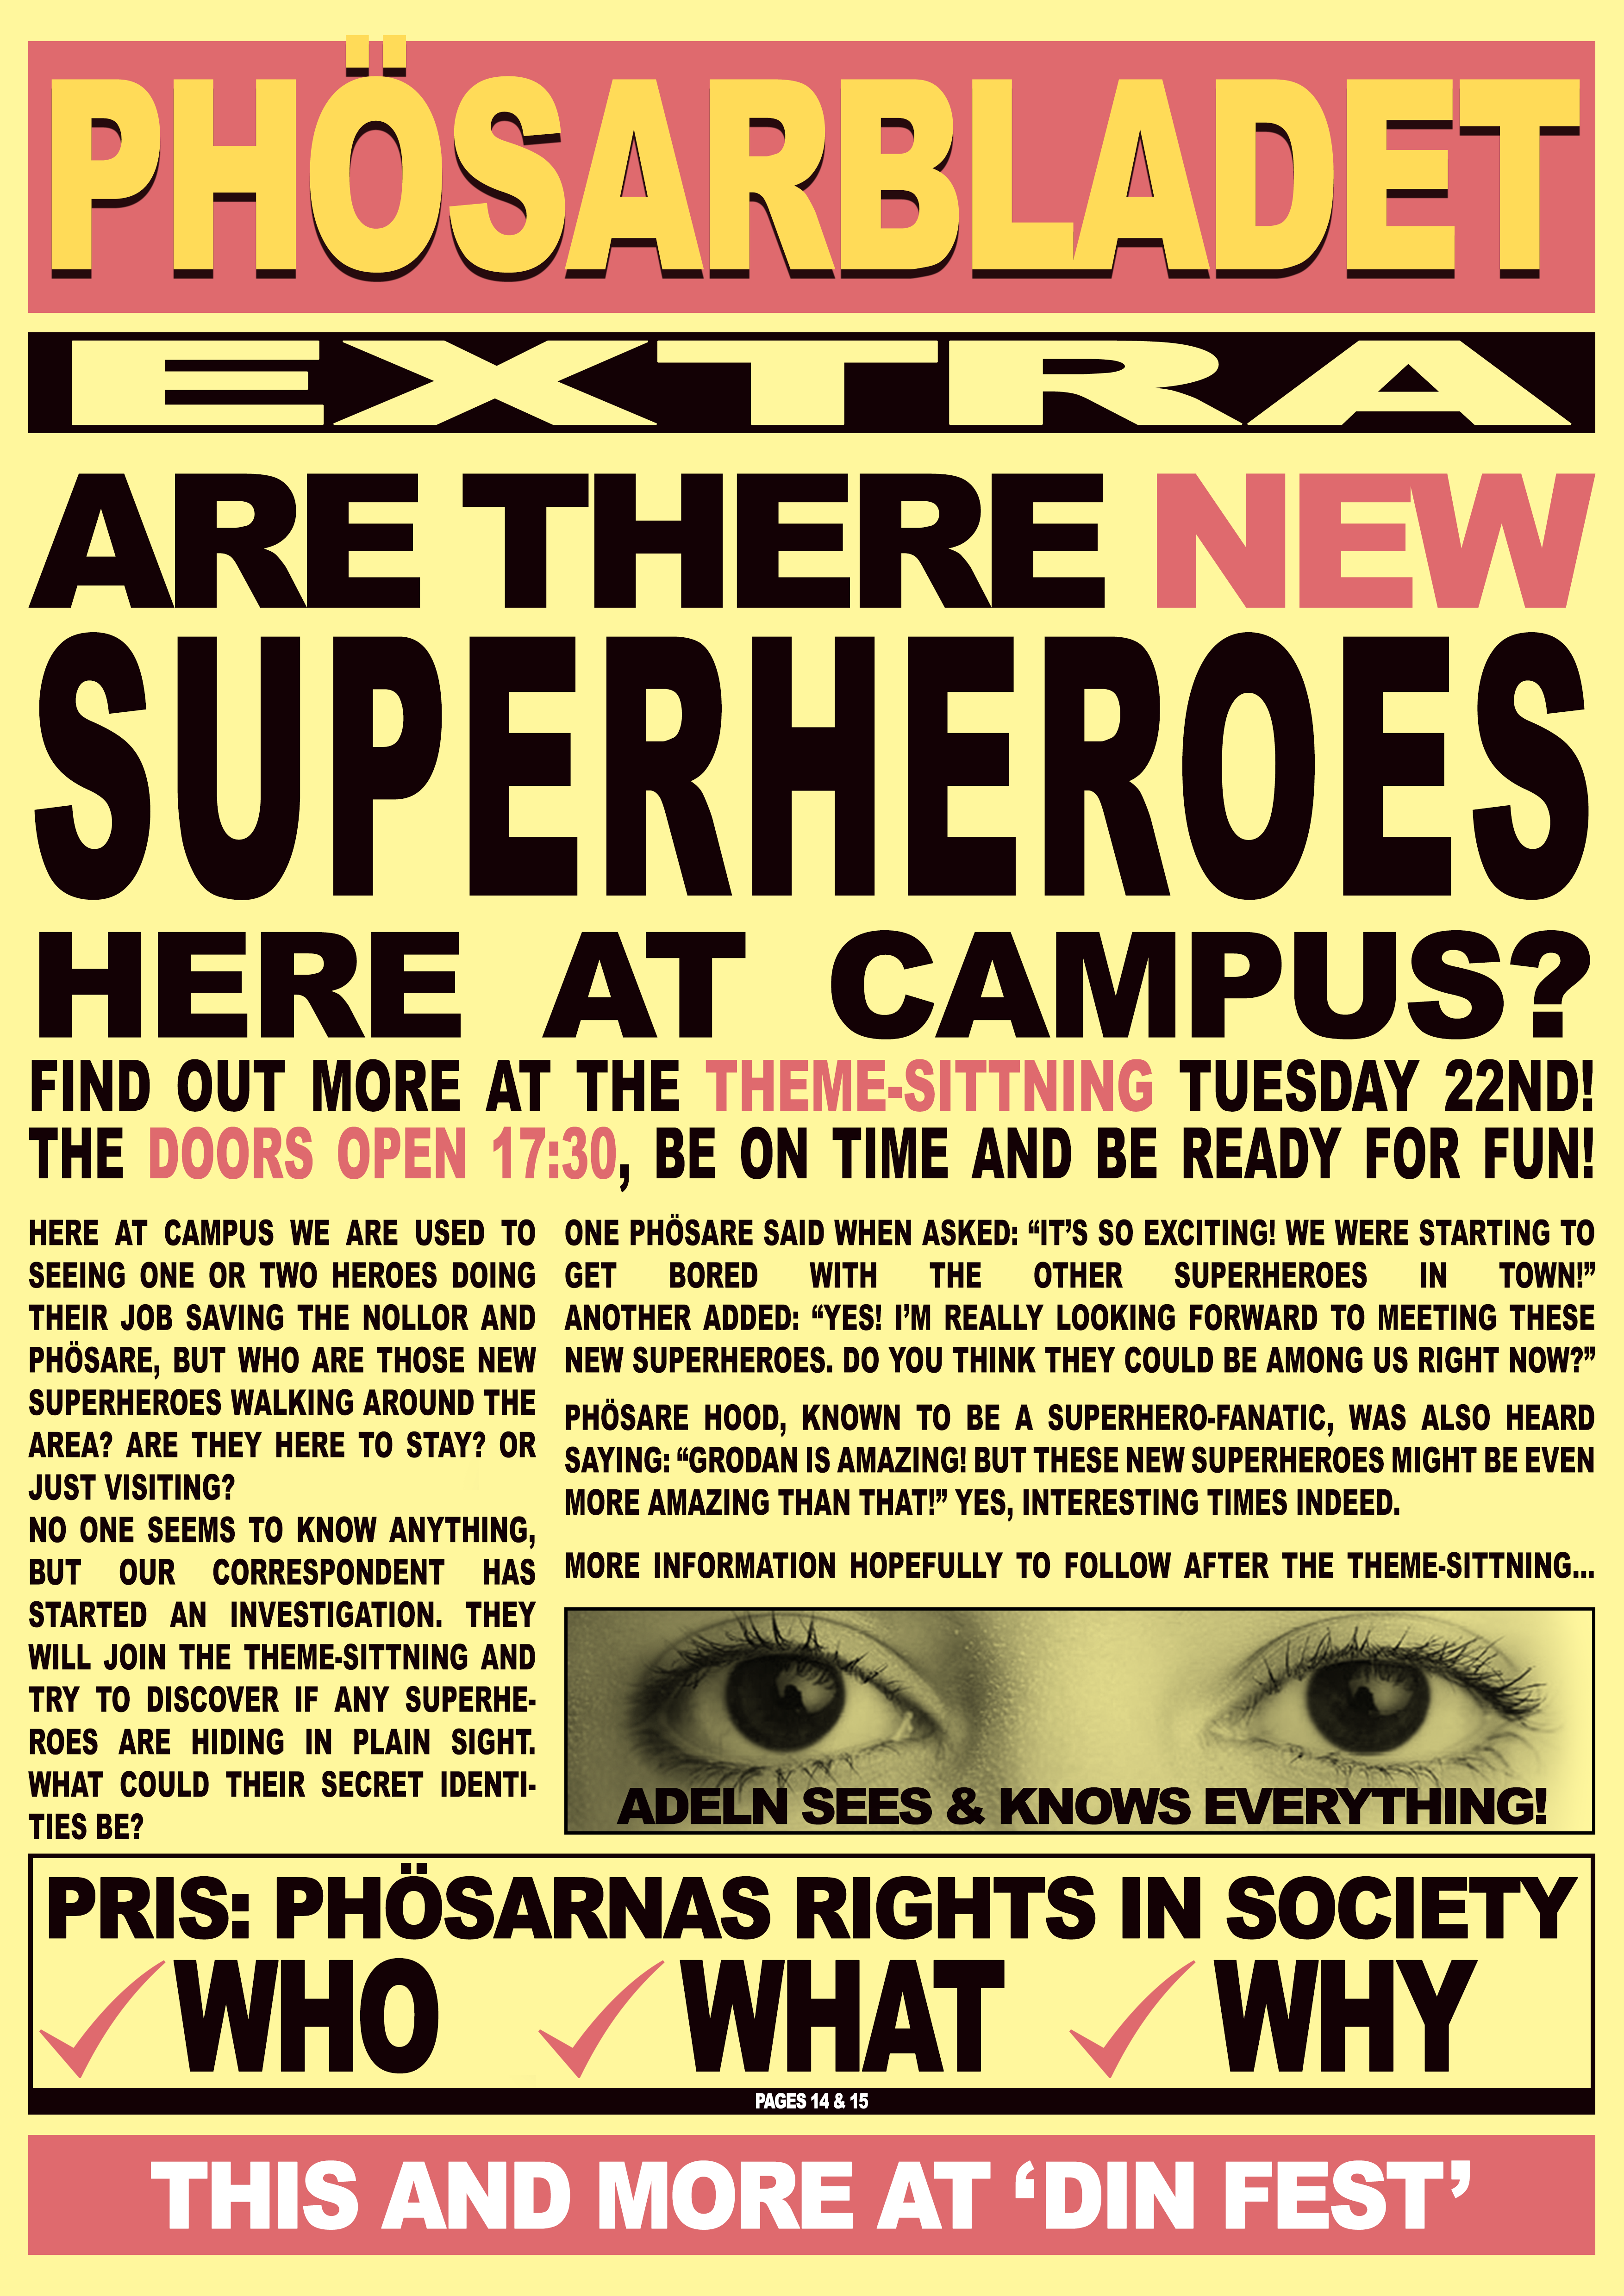 PHÖSARBLADET
EXTRA
ARE THERE NEW
SUPERHEROES
HERE AT CAMPUS?
FIND OUT MORE AT THE THEME-SITTNING TUESDAY 22ND!
THE DOORS OPEN 17:30, BE ON TIME AND BE READY FOR FUN!
HERE AT CAMPUS WE ARE USED TO
SEEING ONE OR TWO HEROES DOING
THEIR JOB SAVING THE NOLLOR AND
PHÖSARE, BUT WHO ARE THOSE NEW
SUPERHEROES WALKING AROUND THE
AREA? ARE THEY HERE TO STAY? OR
JUST VISITING?
NO ONE SEEMS TO KNOW ANYTHING,
BUT OUR CORRESPONDENT HAS
STARTED AN INVESTIGATION. THEY
WILL JOIN THE THEME-SITTNING AND
TRY TO DISCOVER IF ANY SUPERHE-
ROES ARE HIDING IN PLAIN SIGHT.
WHAT COULD THEIR SECRET IDENTI-
TIES BE?
ONE PHÖSARE SAID WHEN ASKED: “IT’S SO EXCITING! WE WERE STARTING TO
GET BORED WITH THE OTHER SUPERHEROES IN TOWN!”
ANOTHER ADDED: “YES! I’M REALLY LOOKING FORWARD TO MEETING THESE
NEW SUPERHEROES. DO YOU THINK THEY COULD BE AMONG US RIGHT NOW?”
PHÖSARE HOOD, KNOWN TO BE A SUPERHERO-FANATIC, WAS ALSO HEARD
SAYING: “GRODAN IS AMAZING! BUT THESE NEW SUPERHEROES MIGHT BE EVEN
MORE AMAZING THAN THAT!” YES, INTERESTING TIMES INDEED.
MORE INFORMATION HOPEFULLY TO FOLLOW AFTER THE THEME-SITTNING...
ADELN SEES & KNOWS EVERYTHING!
PRIS: PHÖSARNAS RIGHTS IN SOCIETY
WHO WHAT WHY
PAGES 14 & 15
THIS AND MORE AT ‘DIN FEST’